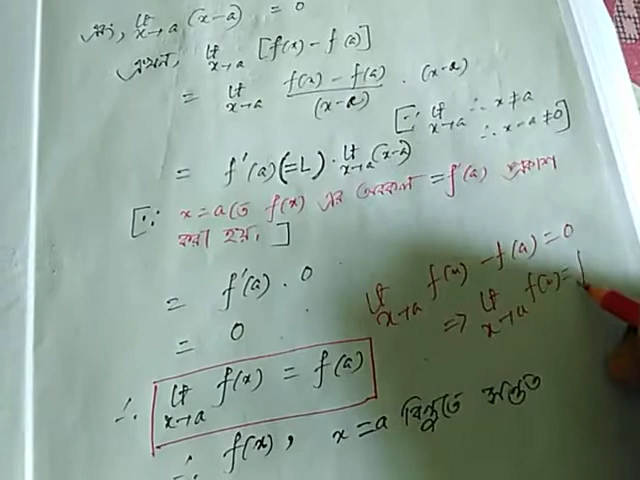 এবং, lt x→a (x-a) = 0
এখন, lt x→a [f(x) - f(a)]
= lt x→a f(x) - f(a) / (x-a) . (x-a)
[∵ lt x→a ∴ x≠a
∴ x-a≠0]
= f'(a)(=L) . lt x→a (x-a)
[∵ x=a তে f(x) এর অবকল = f'(a) প্রকাশ
করা হয়।]
= f'(a) . 0
= 0
lt x→a f(x) - f(a) = 0
=> lt x→a f(x) =
∴ lt x→a f(x) = f(a)
∴ f(x), x=a বিন্দুতে